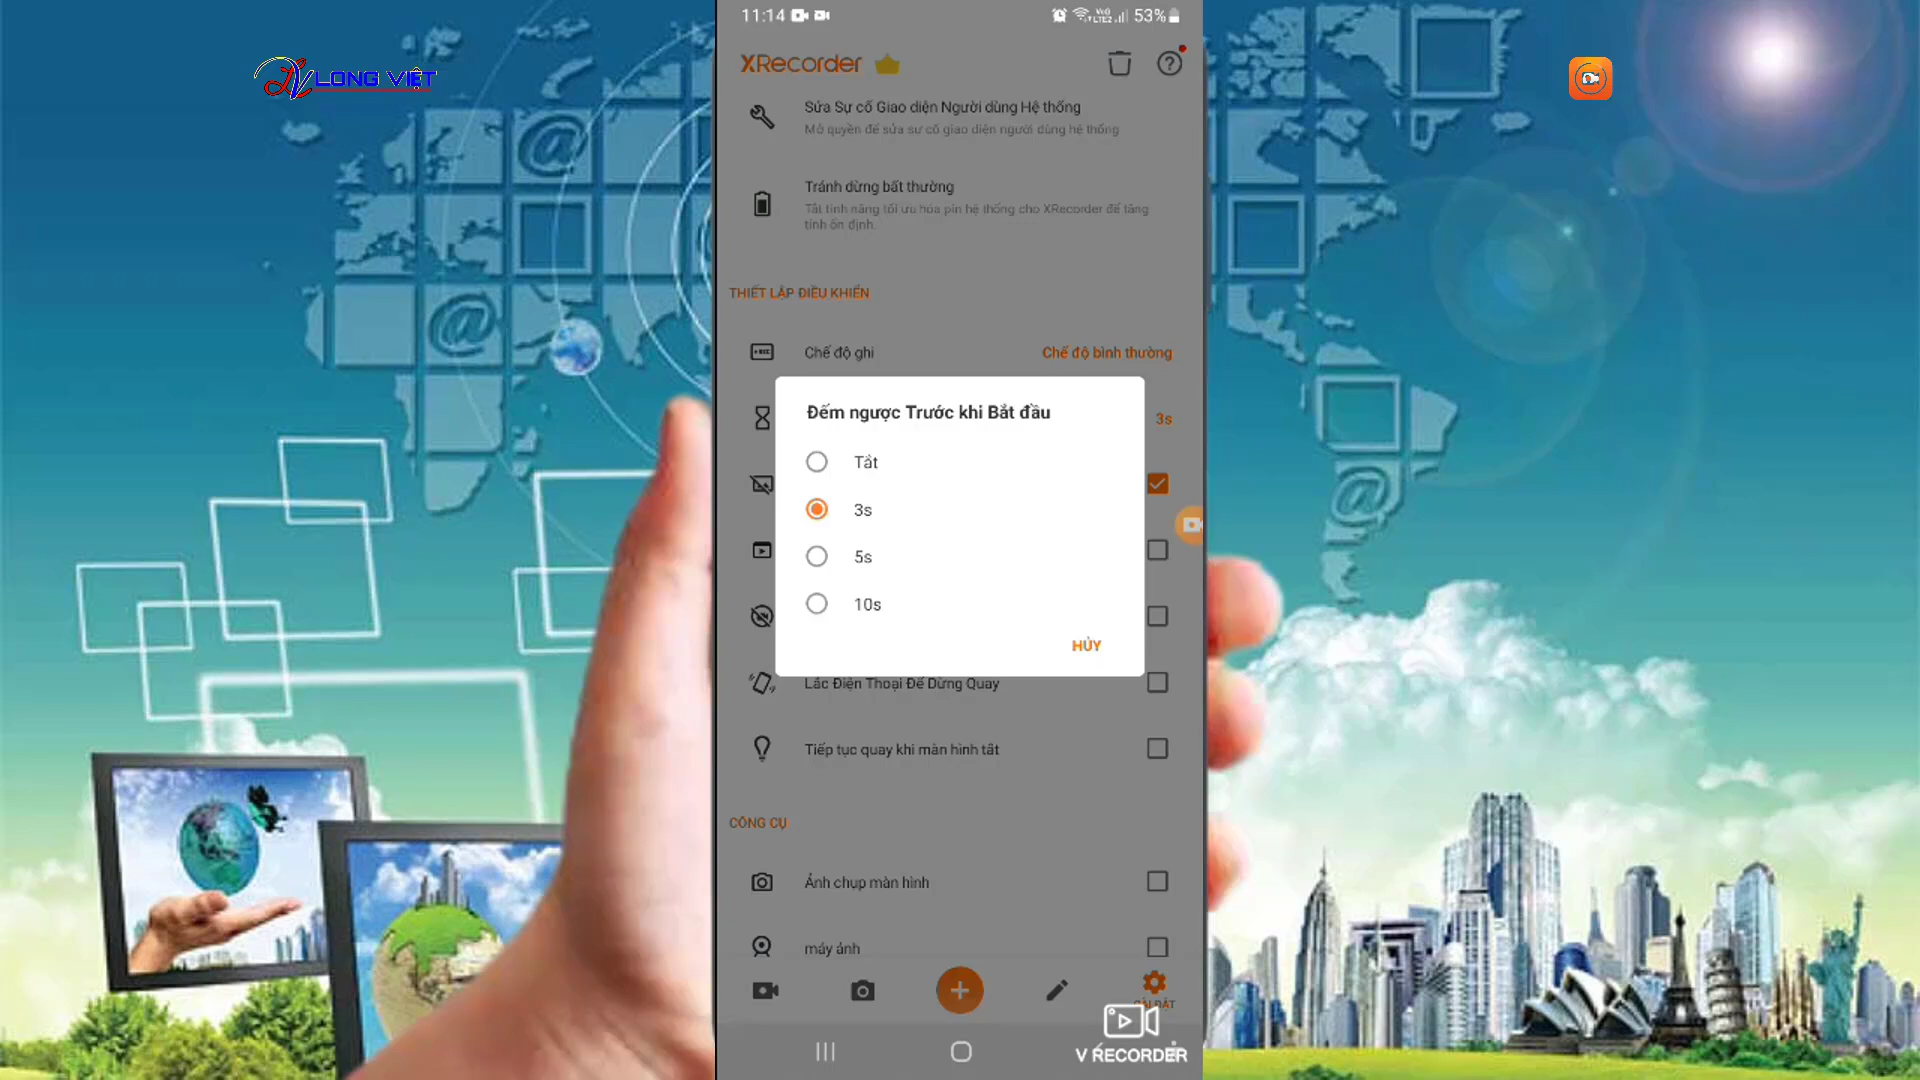 LONG VIỆT
11:14
Vo))
LTE2
53%
XRecorder
Sửa Sự cố Giao diện Người dùng Hệ thống
Mở quyền để sửa sự cố giao diện người dùng hệ thống
Tránh dừng bất thường
Tắt tính năng tối ưu hóa pin hệ thống cho XRecorder để tăng
tính ổn định.
THIẾT LẬP ĐIỀU KHIỂN
Chế độ ghi
Chế độ bình thường
3s
Đếm ngược Trước khi Bắt đầu
Tắt
3s
5s
10s
HỦY
Lắc Điện Thoại Để Dừng Quay
Tiếp tục quay khi màn hình tắt
CÔNG CỤ
Ảnh chụp màn hình
máy ảnh
CÀI ĐẶT
V RECORDER